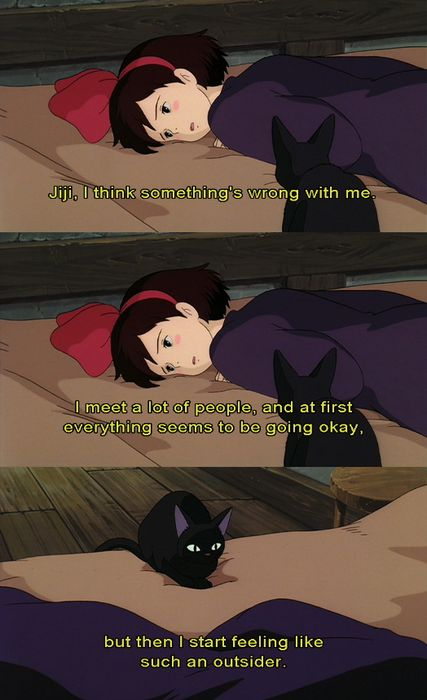 Jiji, I think something's wrong with me.
I meet a lot of people, and at first
everything seems to be going okay,
but then I start feeling like
such an outsider.